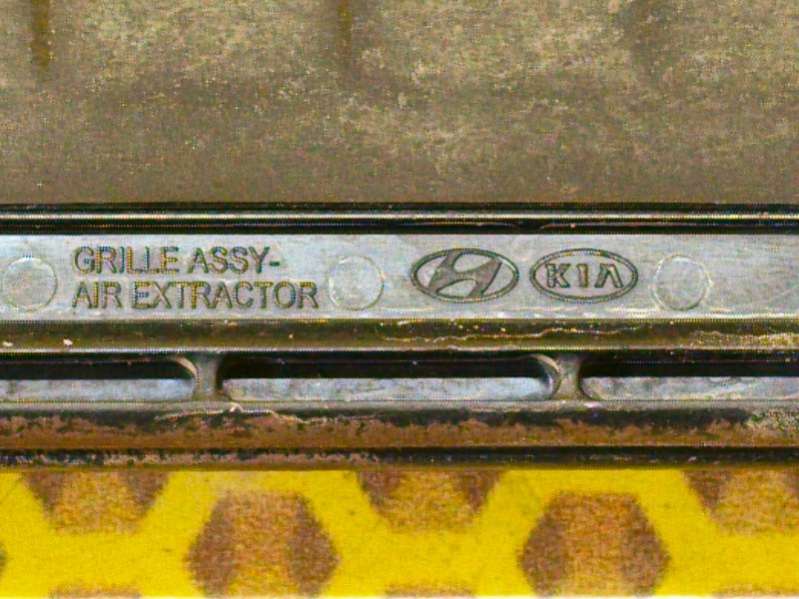 GRILLE ASSY-
AIR EXTRACTOR
KIA